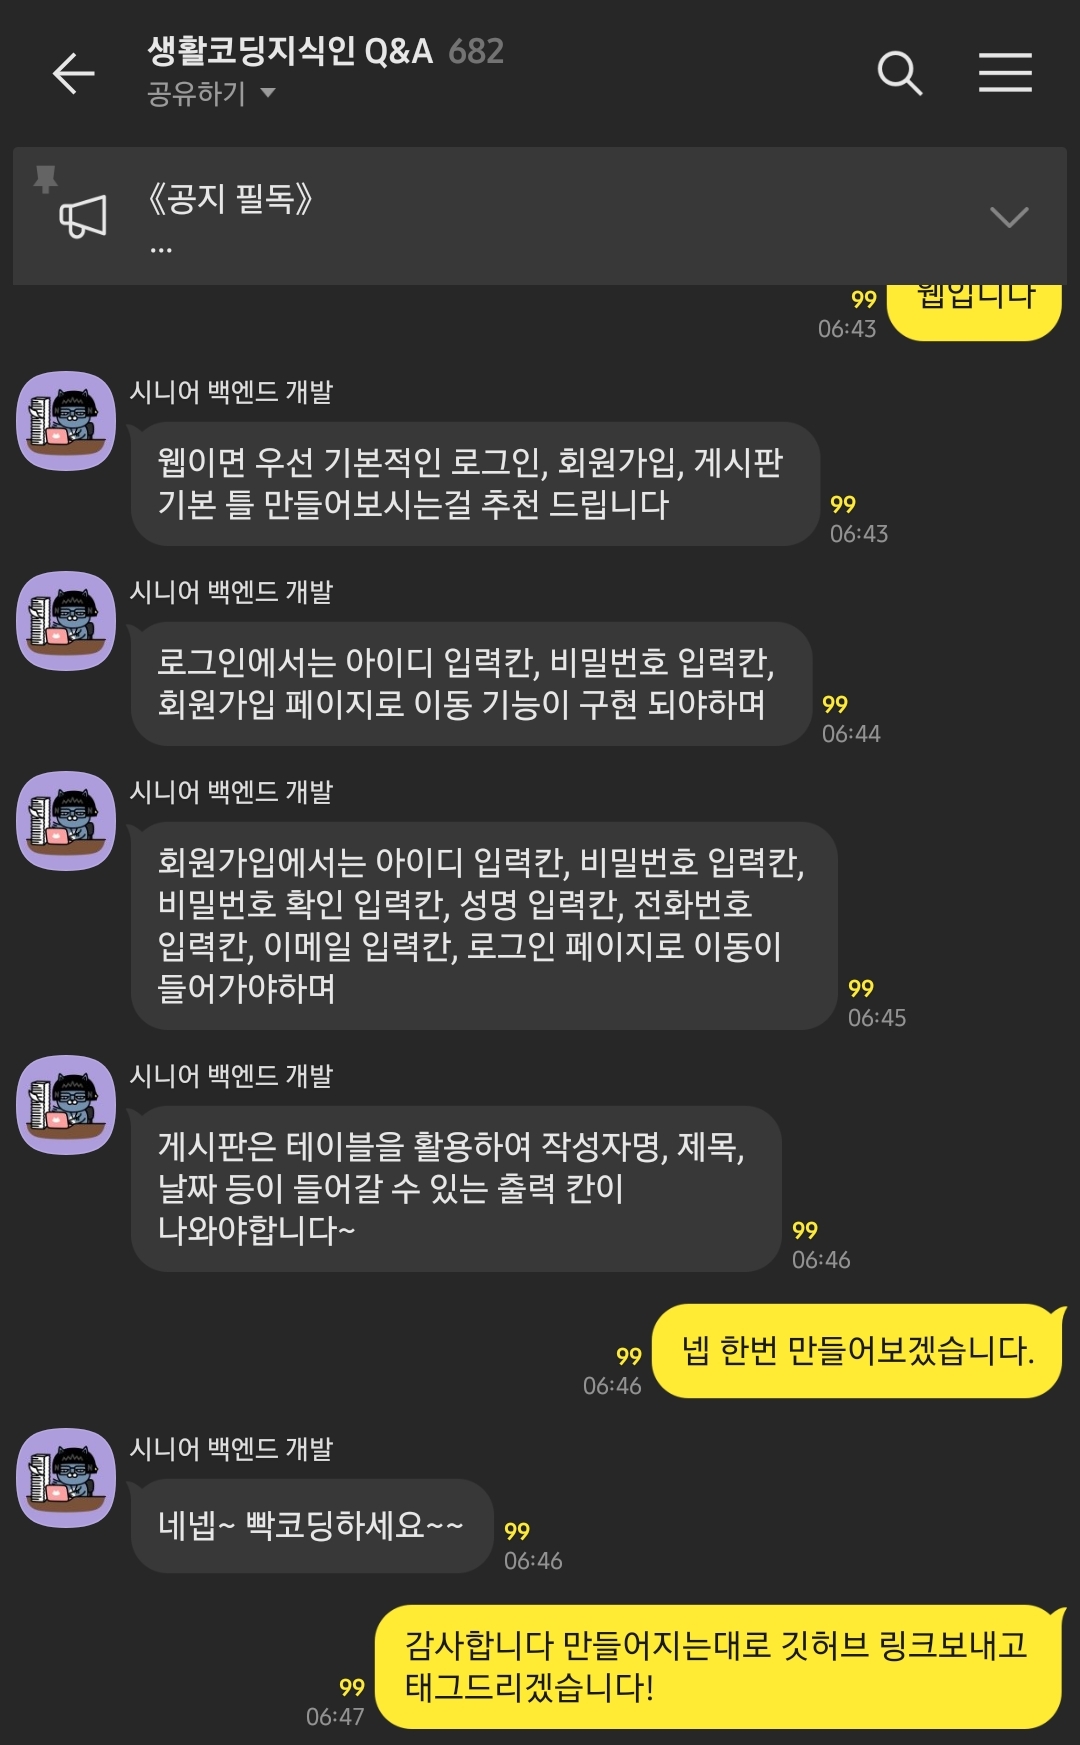 생활코딩지식인 Q&A 682
공유하기
《공지 필독》
...
웹입니다
99
06:43
시니어 백엔드 개발
웹이면 우선 기본적인 로그인, 회원가입, 게시판
기본 틀 만들어보시는걸 추천 드립니다
99
06:43
시니어 백엔드 개발
로그인에서는 아이디 입력칸, 비밀번호 입력칸,
회원가입 페이지로 이동 기능이 구현 되야하며
99
06:44
시니어 백엔드 개발
회원가입에서는 아이디 입력칸, 비밀번호 입력칸,
비밀번호 확인 입력칸, 성명 입력칸, 전화번호
입력칸, 이메일 입력칸, 로그인 페이지로 이동이
들어가야하며
99
06:45
시니어 백엔드 개발
게시판은 테이블을 활용하여 작성자명, 제목,
날짜 등이 들어갈 수 있는 출력 칸이
나와야합니다~
99
06:46
넵 한번 만들어보겠습니다.
99
06:46
시니어 백엔드 개발
네넵~ 빡코딩하세요~~
99
06:46
감사합니다 만들어지는대로 깃허브 링크보내고
태그드리겠습니다!
99
06:47